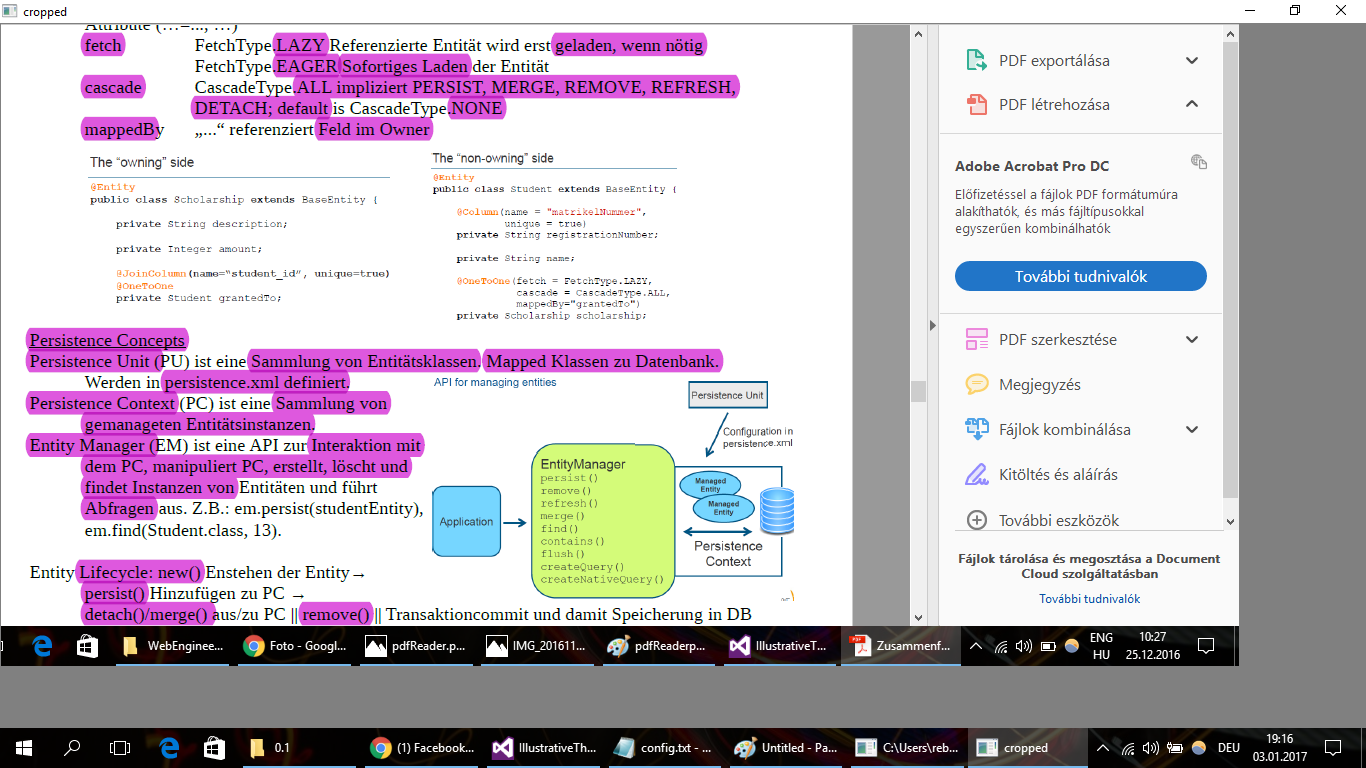 cropped
Attribute (…=..., …)
fetch FetchType.LAZY Referenzierte Entität wird erst geladen, wenn nötig
FetchType.EAGER Sofortiges Laden der Entität
cascade CascadeType.ALL impliziert PERSIST, MERGE, REMOVE, REFRESH,
DETACH; default is CascadeType.NONE
mappedBy „...“ referenziert Feld im Owner
The “owning” side
@Entity
public class Scholarship extends BaseEntity {
private String description;
private Integer amount;
@JoinColumn(name=“student_id”, unique=true)
@OneToOne
private Student grantedTo;
The “non-owning” side
@Entity
public class Student extends BaseEntity {
@Column(name = "matrikelNummer",
unique = true)
private String registrationNumber;
private String name;
@OneToOne(fetch = FetchType.LAZY,
cascade = CascadeType.ALL,
mappedBy="grantedTo")
private Scholarship scholarship;
Persistence Concepts
Persistence Unit (PU) ist eine Sammlung von Entitätsklassen. Mapped Klassen zu Datenbank.
Werden in persistence.xml definiert.
Persistence Context (PC) ist eine Sammlung von
gemanageten Entitätsinstanzen.
Entity Manager (EM) ist eine API zur Interaktion mit
dem PC, manipuliert PC, erstellt, löscht und
findet Instanzen von Entitäten und führt
Abfragen aus. Z.B.: em.persist(studentEntity),
em.find(Student.class, 13).
API for managing entities
Persistence Unit
Configuration in
persistence.xml
Application
EntityManager
persist()
remove()
refresh()
merge()
find()
contains()
flush()
createQuery()
createNativeQuery()
Managed
Entity
Managed
Entity
Persistence
Context
Entity Lifecycle: new() Enstehen der Entity→
persist() Hinzufügen zu PC →
detach()/merge() aus/zu PC || remove() || Transaktioncommit und damit Speicherung in DB
PDF exportálása
PDF létrehozása
Adobe Acrobat Pro DC
Előfizetéssel a fájlok PDF formátumúra
alakíthatók, és más fájltípusokkal
egyszerűen kombinálhatók
További tudnivalók
PDF szerkesztése
Megjegyzés
Fájlok kombinálása
Kitöltés és aláírás
További eszközök
Fájlok tárolása és megosztása a Document
Cloud szolgáltatásban
További tudnivalók
WebEnginee... Foto - Googl... pdfReader.p... IMG_201611... pdfReaderp... IllustrativeT... Zusammenf...
ENG
HU
10:27
25.12.2016
0.1 (1) Facebook... IllustrativeTh... config.txt - ... Untitled - Pa... C:\Users\reb... cropped
DEU
19:16
03.01.2017